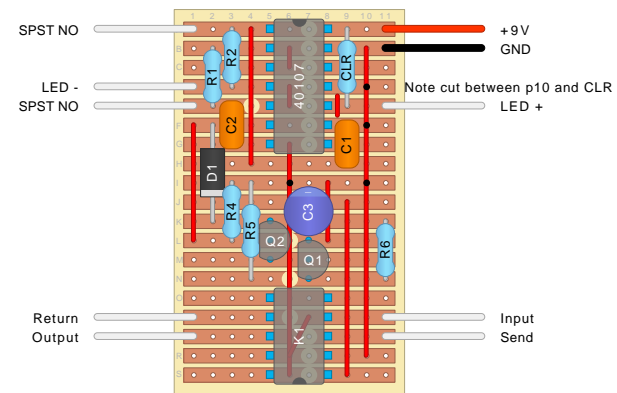 1 2 3 4 5 6 7 8 9 10 11
SPST NO
+9V
GND
LED -
Note cut between p10 and CLR
SPST NO
LED +
R1
R2
40107
CLR
C2
C1
D1
R4
R5
C3
Q2
Q1
R6
K1
Return
Input
Output
Send
B
C
F
G
H
I
J
K
L
M
N
O
R
S